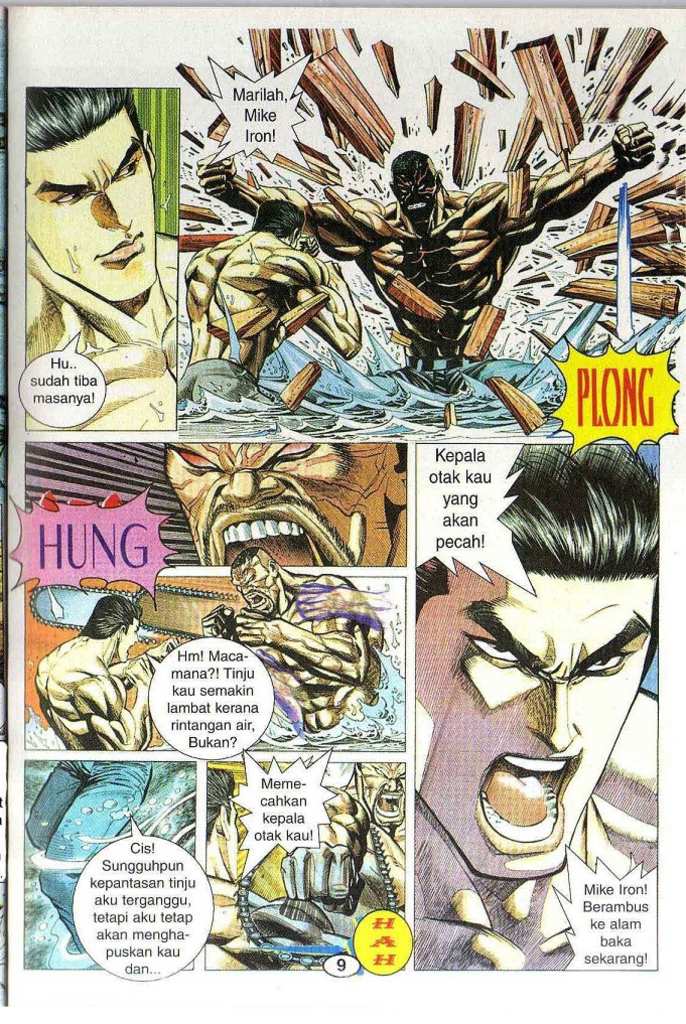 Hu..
sudah tiba
masanya!
Marilah,
Mike
Iron!
PLONG
HUNG
Hm! Maca-
mana?! Tinju
kau semakin
lambat kerana
rintangan air,
Bukan?
Kepala
otak kau
yang
akan
pecah!
Cis!
Sungguhpun
kepantasan tinju
aku terganggu,
tetapi aku tetap
akan mengha-
puskan kau
dan...
Meme-
cahkan
kepala
otak kau!
HAH
Mike Iron!
Berambus
ke alam
baka
sekarang!
9